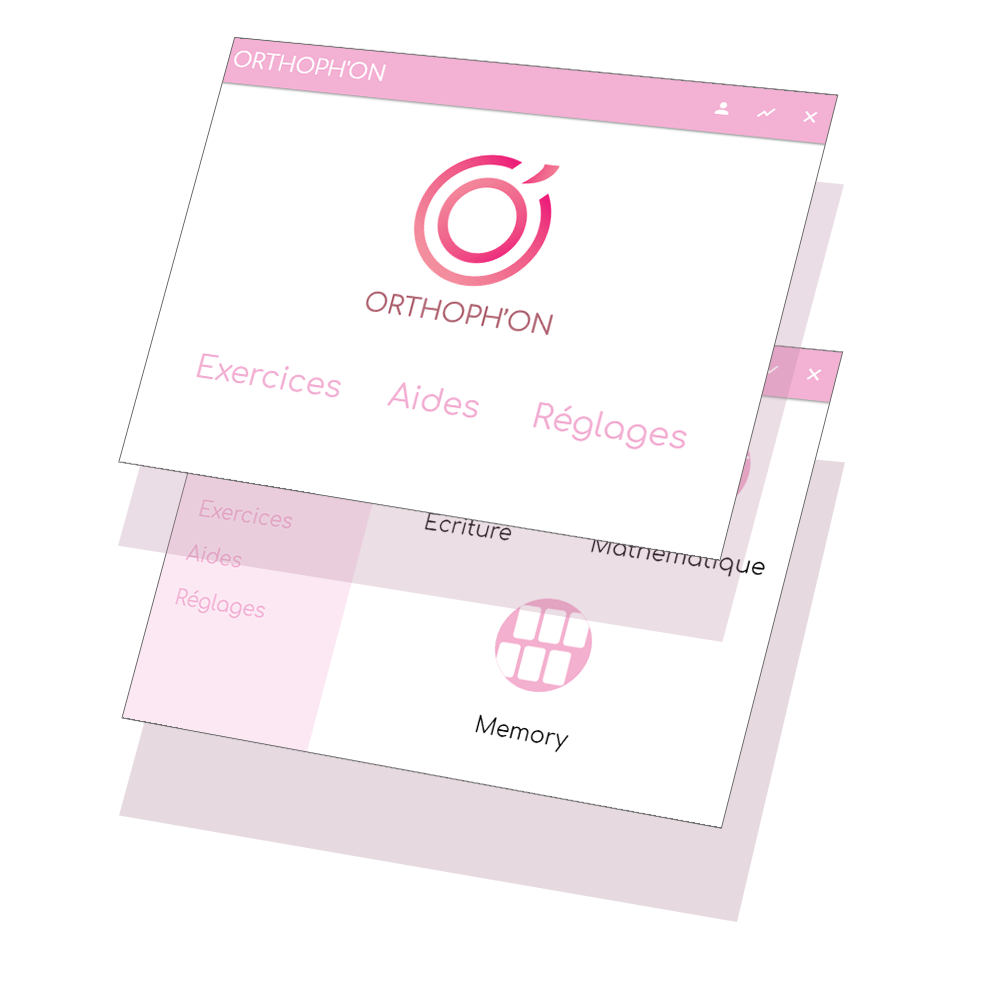 ORTHOPH'ON
ORTHOPH'ON
Exercices Aides Réglages
Exercices
Aides
Réglages
Ecriture
Mathématique
Memory